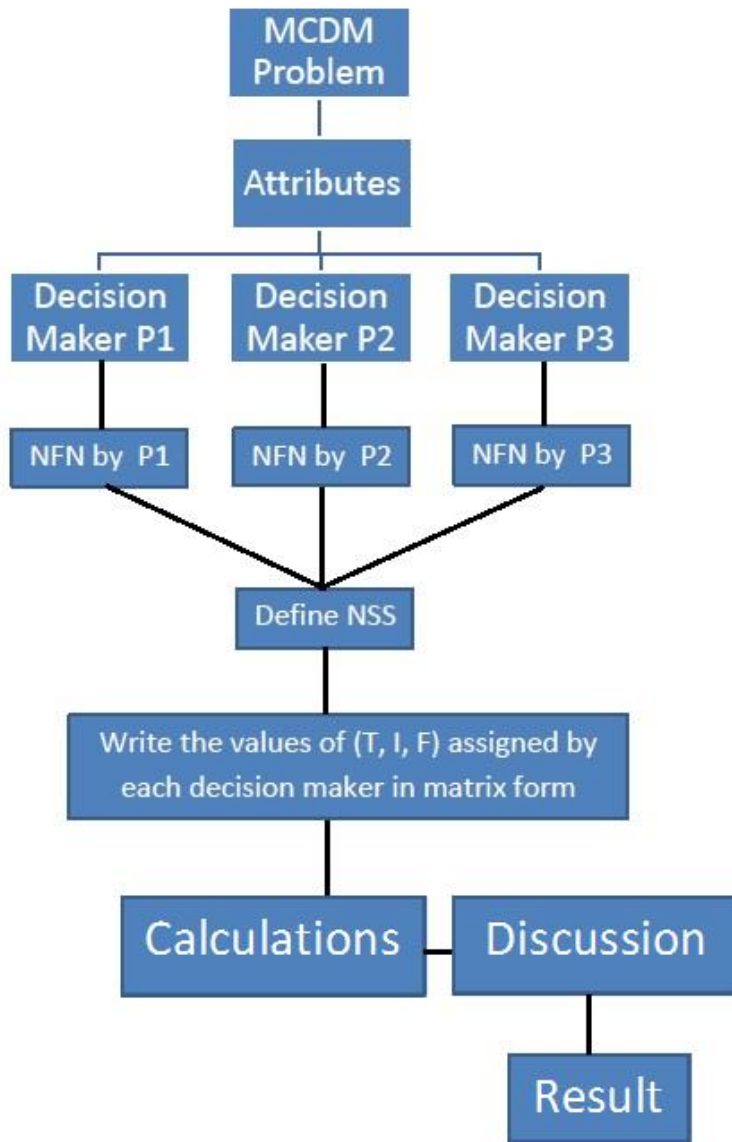 MCDM
Problem
Attributes
Decision
Maker P1
Decision
Maker P2
Decision
Maker P3
NFN by P1
NFN by P2
NFN by P3
Define NSS
Write the values of (T, I, F) assigned by
each decision maker in matrix form
Calculations
Discussion
Result